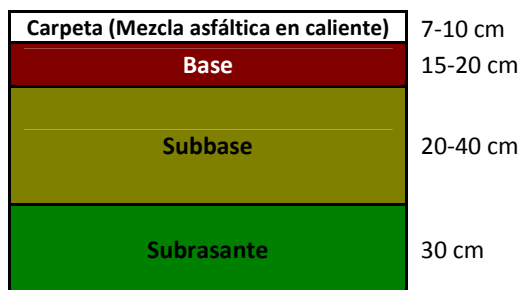 Carpeta (Mezcla asfáltica en caliente) 7-10 cm
Base 15-20 cm
Subbase 20-40 cm
Subrasante 30 cm